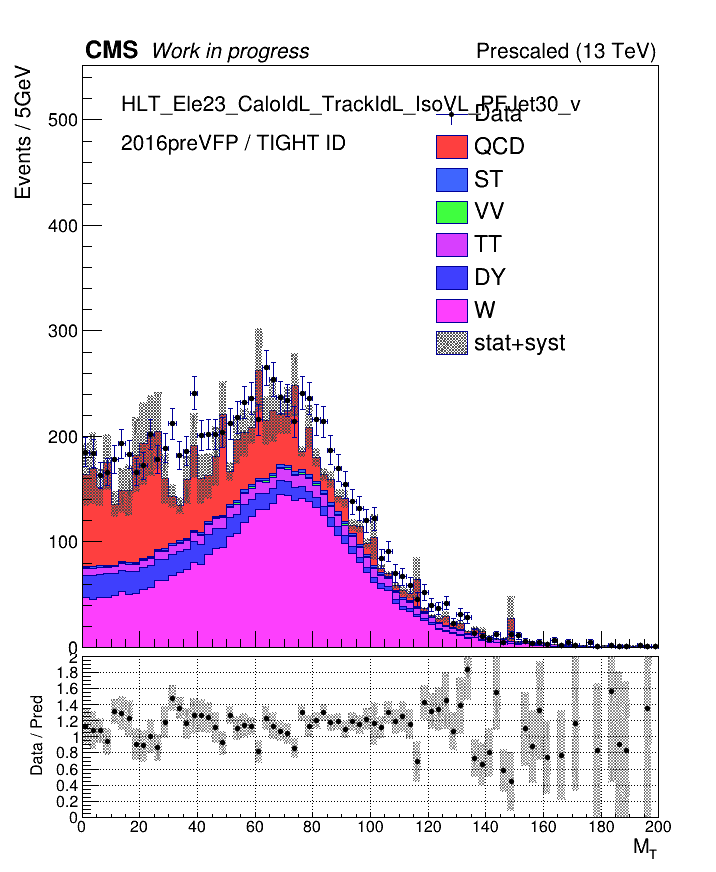 CMS Work in progress Prescaled (13 TeV)
Events / 5GeV
HLT_Ele23_CaloIdL_TrackIdL_IsoVL_PFJet30_v
Data
2016preVFP / TIGHT ID
QCD
ST
VV
TT
DY
W
stat+syst
500
400
300
200
100
0
Data / Pred
2
1.8
1.6
1.4
1.2
1
0.8
0.6
0.4
0.2
0
0 20 40 60 80 100 120 140 160 180 200
M_T